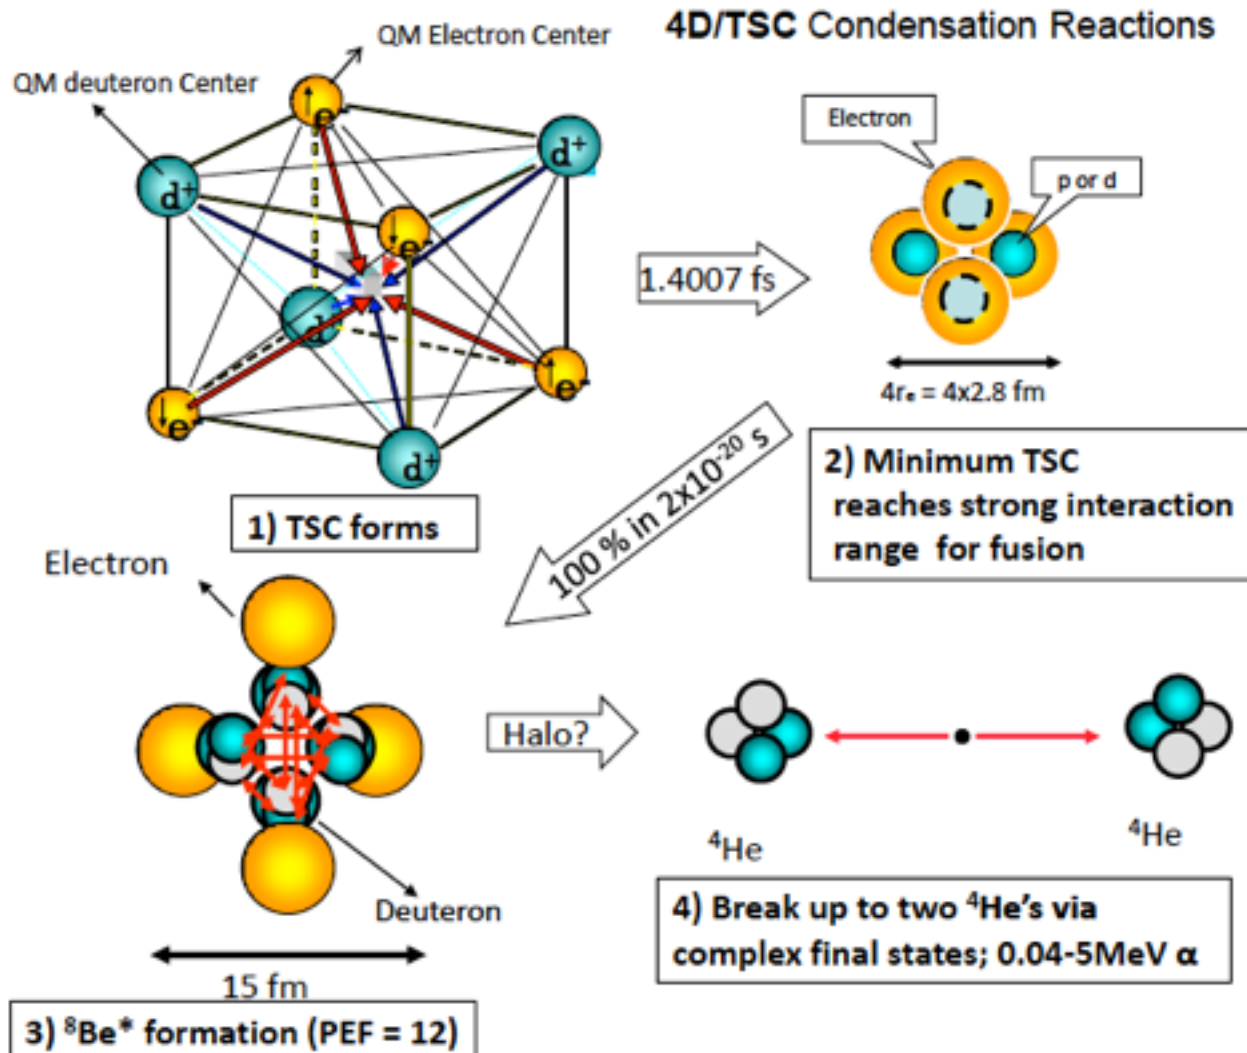 4D/TSC Condensation Reactions
QM Electron Center
QM deuteron Center
e-
d+
d+
e-
d
e
e-
d+
1) TSC forms
1.4007 fs
Electron
p or d
4rₑ = 4x2.8 fm
2) Minimum TSC
reaches strong interaction
range for fusion
100 % in 2x10⁻²⁰ s
Electron
Deuteron
15 fm
3) ⁸Be* formation (PEF = 12)
Halo?
⁴He
⁴He
4) Break up to two ⁴He's via
complex final states; 0.04-5MeV α